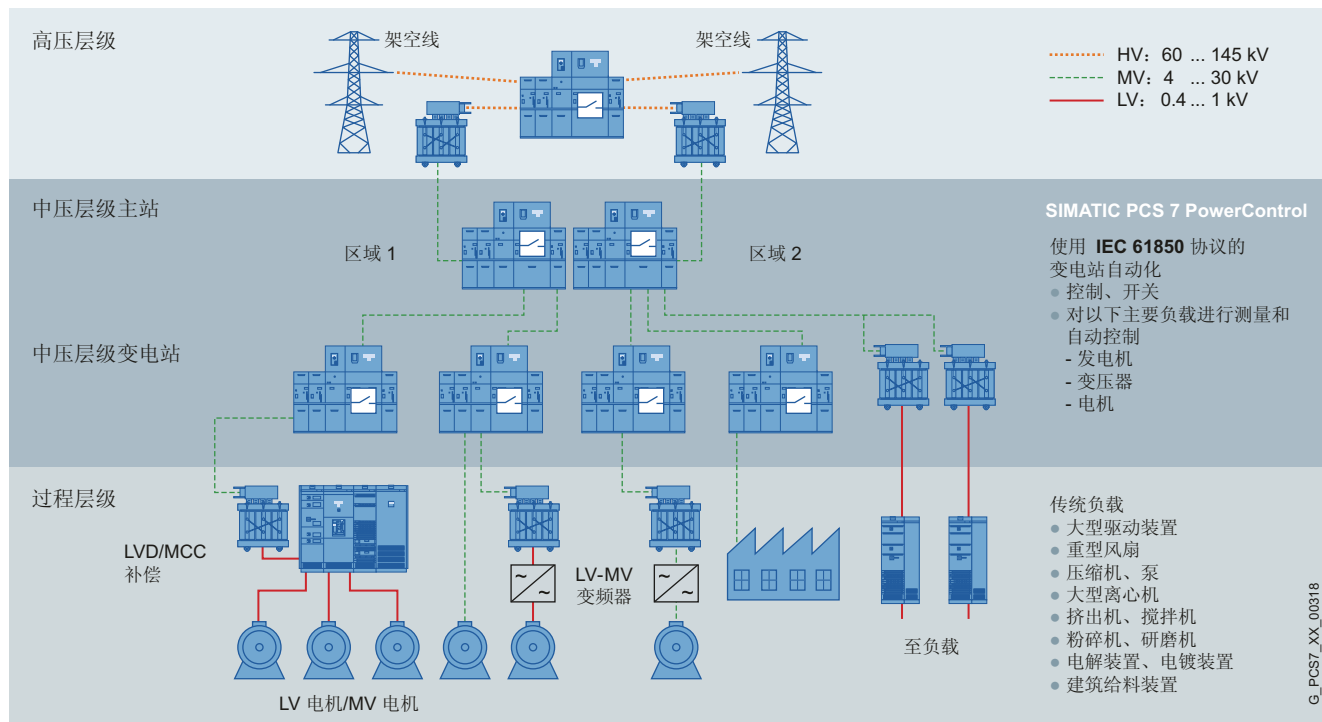 高压层级
架空线
架空线
HV：60 ... 145 kV
MV：4 ... 30 kV
LV： 0.4 ... 1 kV
中压层级主站
区域 1
区域 2
SIMATIC PCS 7 PowerControl
使用 IEC 61850 协议的
变电站自动化
控制、开关
对以下主要负载进行测量和
自动控制
- 发电机
- 变压器
- 电机
中压层级变电站
过程层级
LVD/MCC
补偿
LV-MV
变频器
至负载
LV 电机/MV 电机
传统负载
大型驱动装置
重型风扇
压缩机、泵
大型离心机
挤出机、搅拌机
粉碎机、研磨机
电解装置、电镀装置
建筑给料装置
G_PCS7_XX_00318